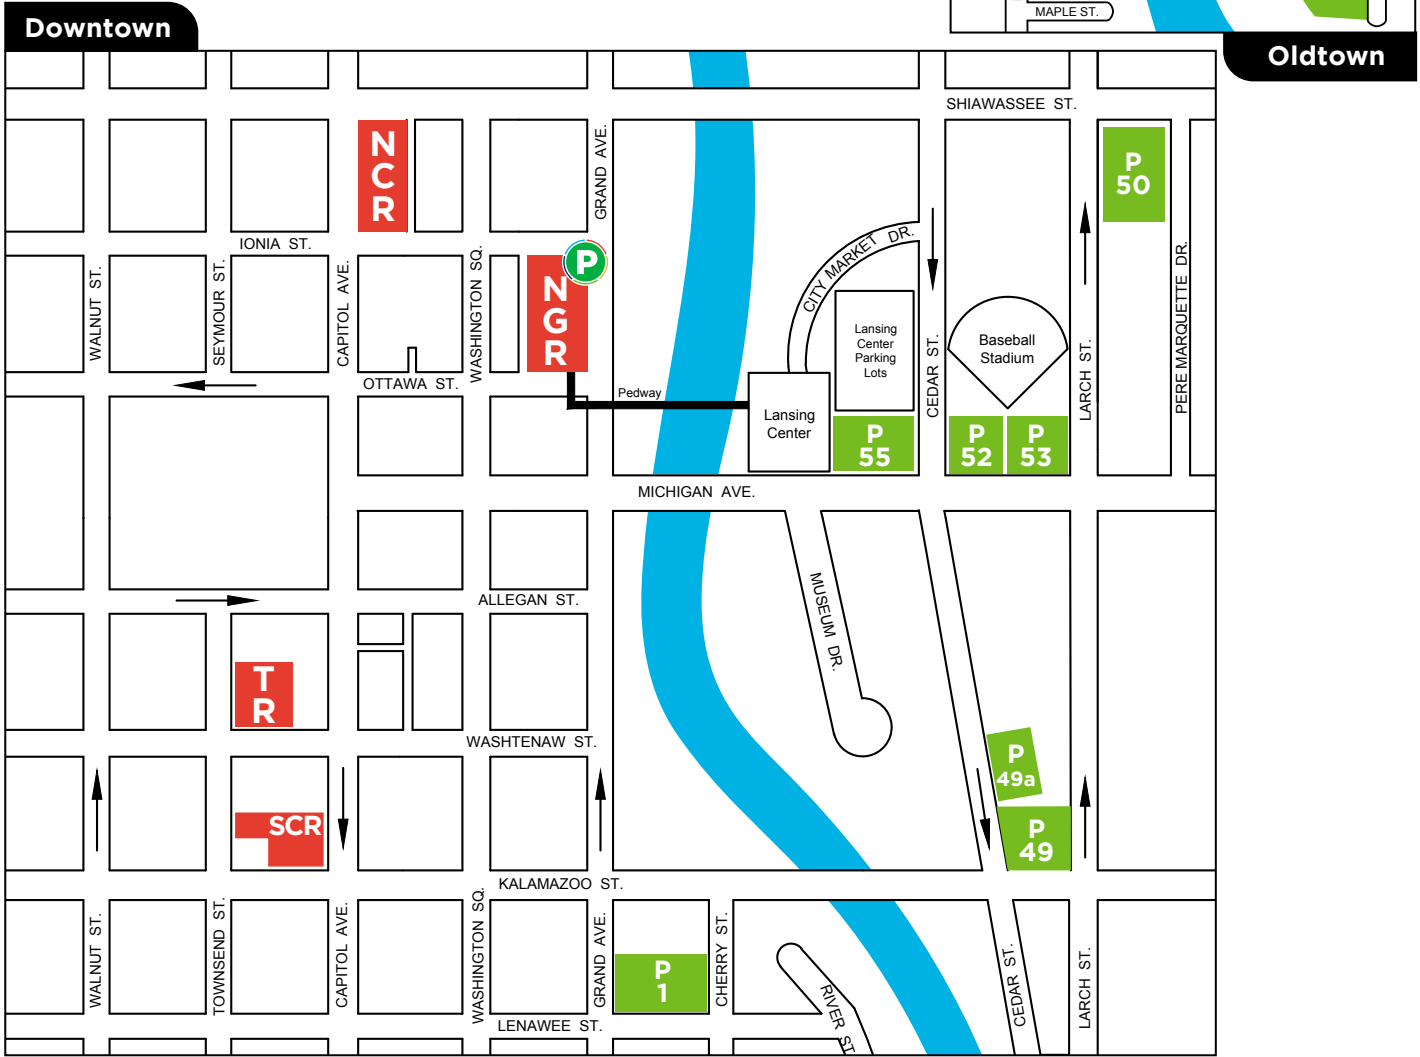 Downtown
MAPLE ST.
Oldtown
SHIAWASSEE ST.
N
C
R
GRAND AVE.
P
50
IONIA ST.
P
CITY MARKET DR.
WALNUT ST.
SEYMOUR ST.
CAPITOL AVE.
WASHINGTON SQ.
N
G
R
PERE MARQUETTE DR.
Lansing
Center
Parking
Lots
CEDAR ST.
Baseball
Stadium
LARCH ST.
OTTAWA ST.
Pedway
Lansing
Center
P
55
P
52
P
53
MICHIGAN AVE.
ALLEGAN ST.
MUSEUM DR.
T
R
WASHTENAW ST.
P
49a
SCR
P
49
KALAMAZOO ST.
WALNUT ST.
TOWNSEND ST.
CAPITOL AVE.
WASHINGTON SQ.
GRAND AVE.
P
1
CHERRY ST.
RIVER ST.
CEDAR ST.
LARCH ST.
LENAWEE ST.